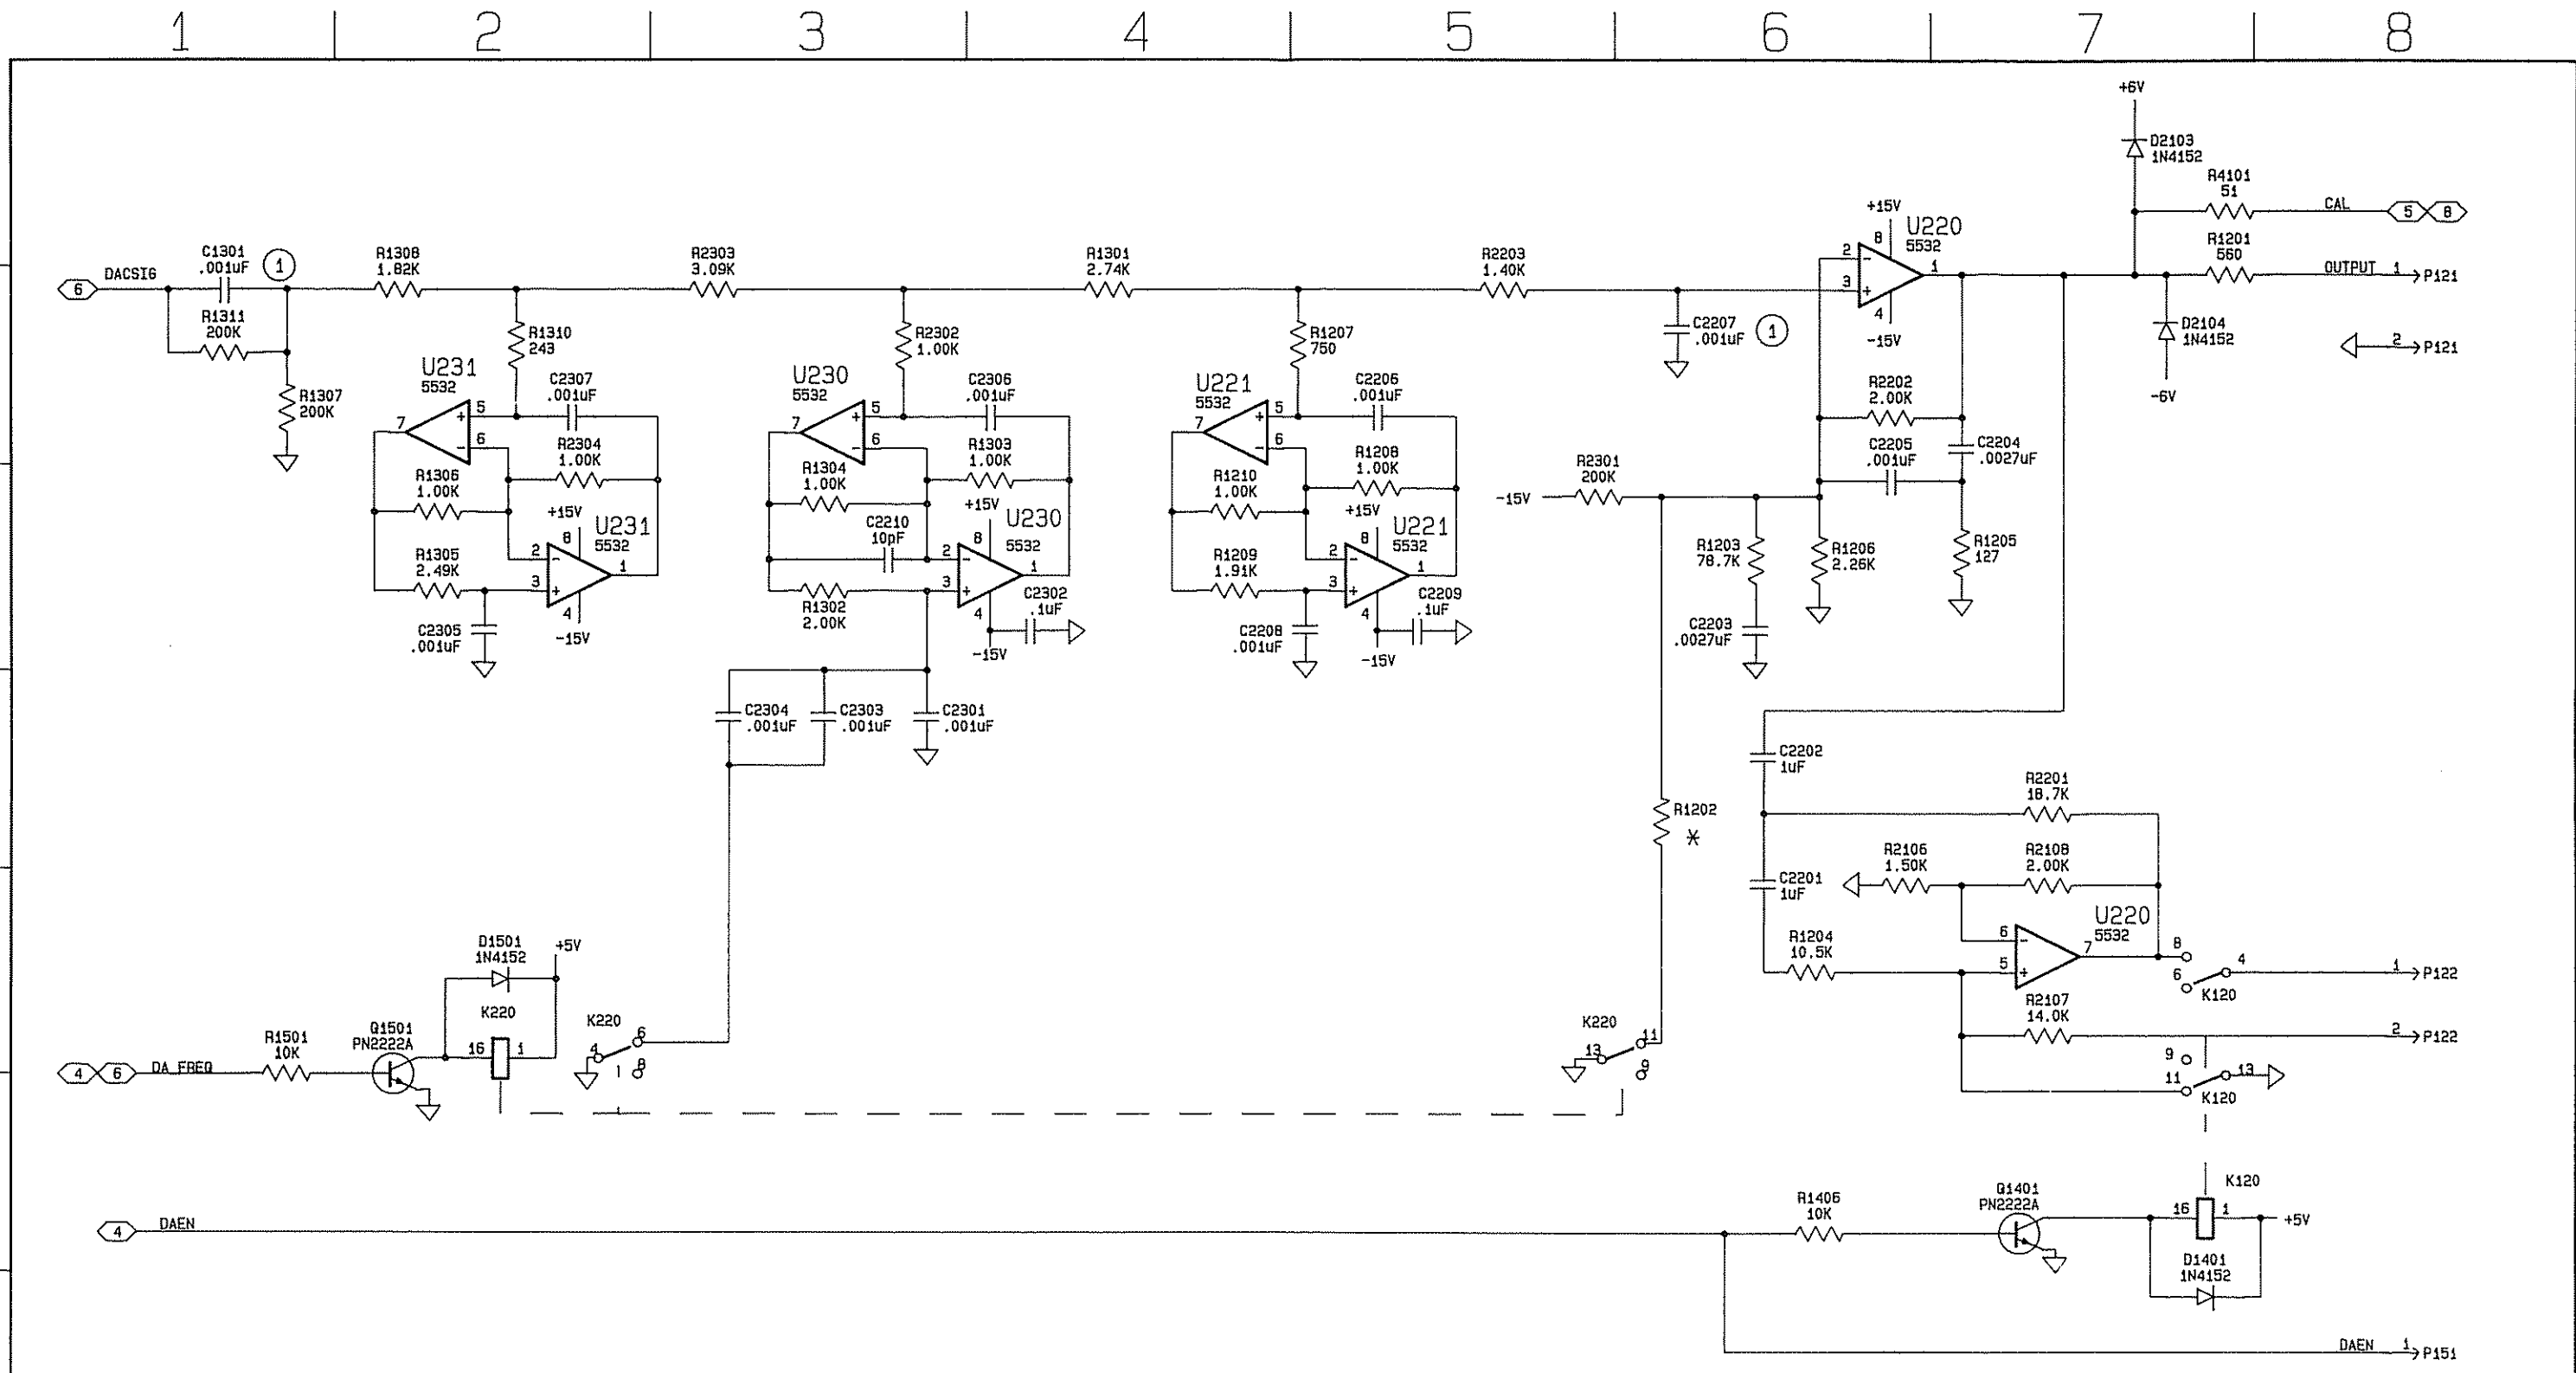 1 2 3 4 5 6 7 8
+6V
D2103
1N4152
R4101
51
CAL
5 8
+15V
8
U220
5532
2
3
1
4
-15V
R1201
560
OUTPUT 1 P121
D2104
1N4152
-6V
2 P121
6
DACSIG
C1301
.001uF
1
R1311
200K
R1307
200K
R1308
1.82K
R2303
3.09K
R1301
2.74K
R2203
1.40K
R1310
243
R2302
1.00K
R1207
750
C2207
.001uF
1
U231
5532
7
5
6
C2307
.001uF
R2304
1.00K
R1306
1.00K
+15V
8
U231
5532
2
3
1
4
-15V
R1305
2.49K
C2305
.001uF
U230
5532
7
5
6
C2306
.001uF
R1303
1.00K
R1304
1.00K
+15V
C2210
10pF
8
U230
5532
2
3
1
4
-15V
R1302
2.00K
C2302
.1uF
C2304
.001uF
C2303
.001uF
C2301
.001uF
U221
5532
7
5
6
C2206
.001uF
R1208
1.00K
R1210
1.00K
+15V
8
U221
5532
2
3
1
4
-15V
R1209
1.91K
C2209
.1uF
C2208
.001uF
R2202
2.00K
C2205
.001uF
C2204
.0027uF
R2301
200K
-15V
R1203
78.7K
R1206
2.26K
R1205
127
C2203
.0027uF
C2202
1uF
R2201
18.7K
R1202
*
R2106
1.50K
R2108
2.00K
C2201
1uF
U220
5532
6
5
7
R1204
10.5K
8
6
4
K120
1 P122
R2107
14.0K
2 P122
9
11
13
K120
D1501
1N4152
+5V
K220
16 1
Q1501
PN2222A
R1501
10K
4 6
DA FREQ
K220
4
6
8
K220
13
11
9
4
DAEN
R1406
10K
Q1401
PN2222A
K120
16 1
+5V
D1401
1N4152
DAEN 1 P151